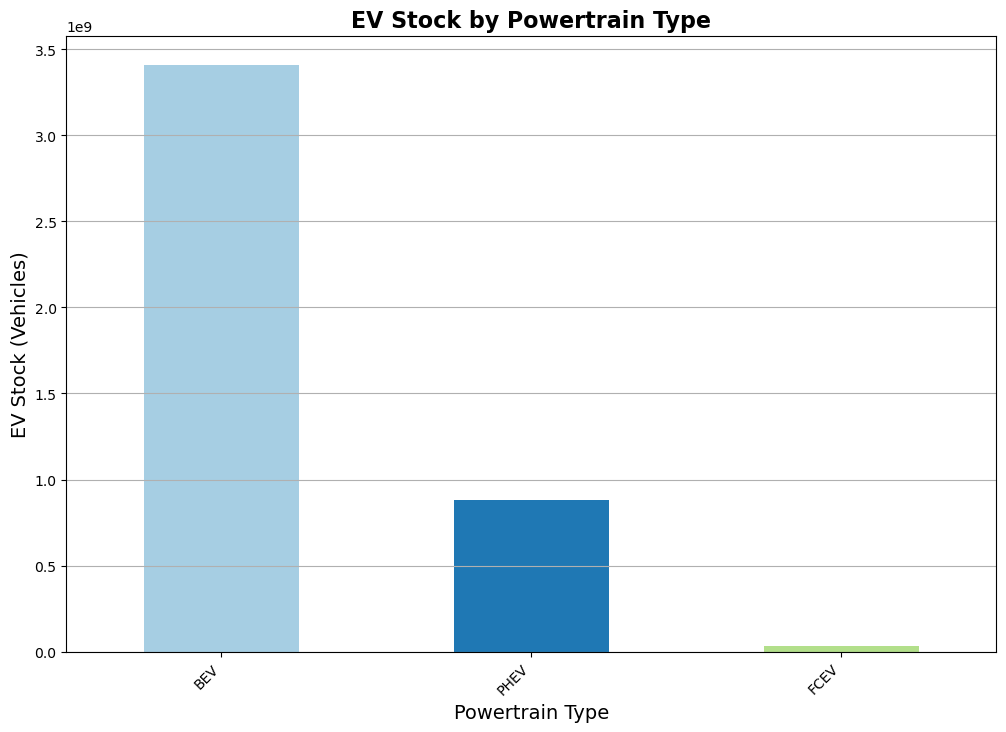 EV Stock by Powertrain Type
1e9
3.5
3.0
2.5
2.0
1.5
1.0
0.5
0.0
EV Stock (Vehicles)
BEV
PHEV
FCEV
Powertrain Type